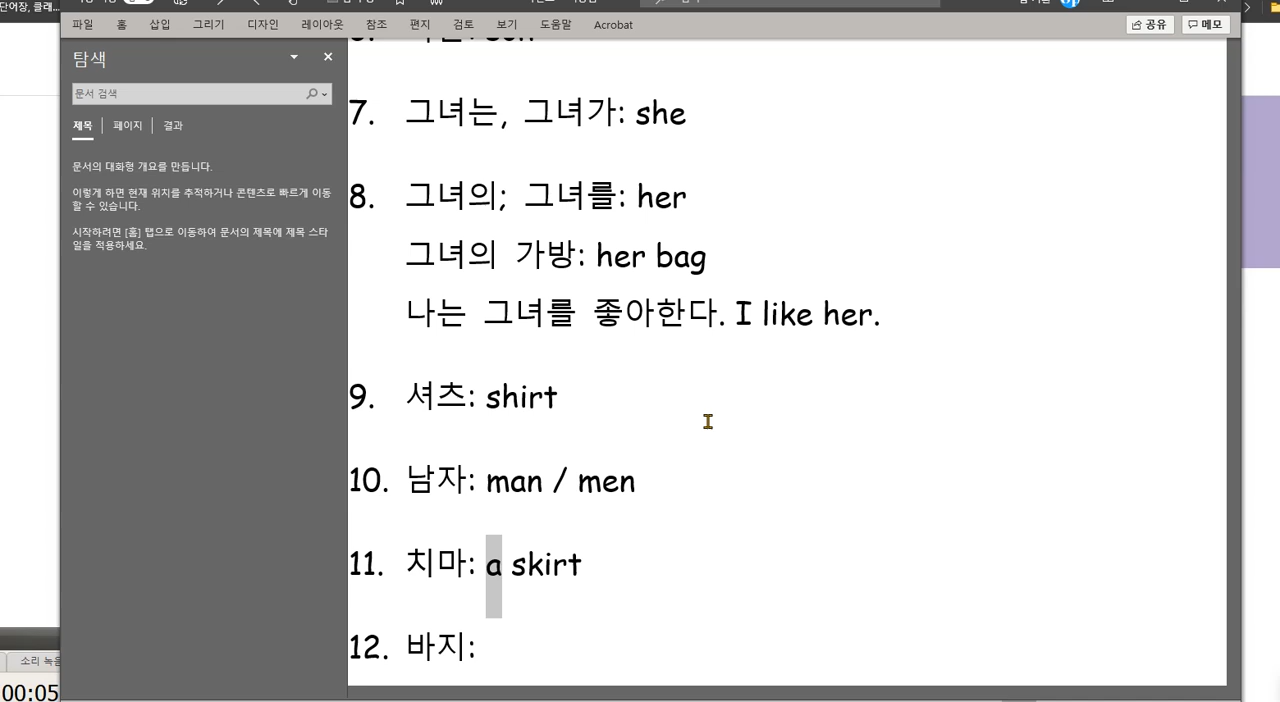 단어장, 클래...
파일 홈 삽입 그리기 디자인 레이아웃 참조 편지 검토 보기 도움말 Acrobat 공유 메모
탐색
문서 검색
제목 페이지 결과
문서의 대화형 개요를 만듭니다.
이렇게 하면 현재 위치를 추적하거나 콘텐츠로 빠르게 이동
할 수 있습니다.
시작하려면 [홈] 탭으로 이동하여 문서의 제목에 제목 스타
일을 적용하세요.
7. 그녀는, 그녀가: she
8. 그녀의; 그녀를: her
그녀의 가방: her bag
나는 그녀를 좋아한다. I like her.
9. 셔츠: shirt
10. 남자: man / men
11. 치마: a skirt
12. 바지:
소리 녹음
00:05